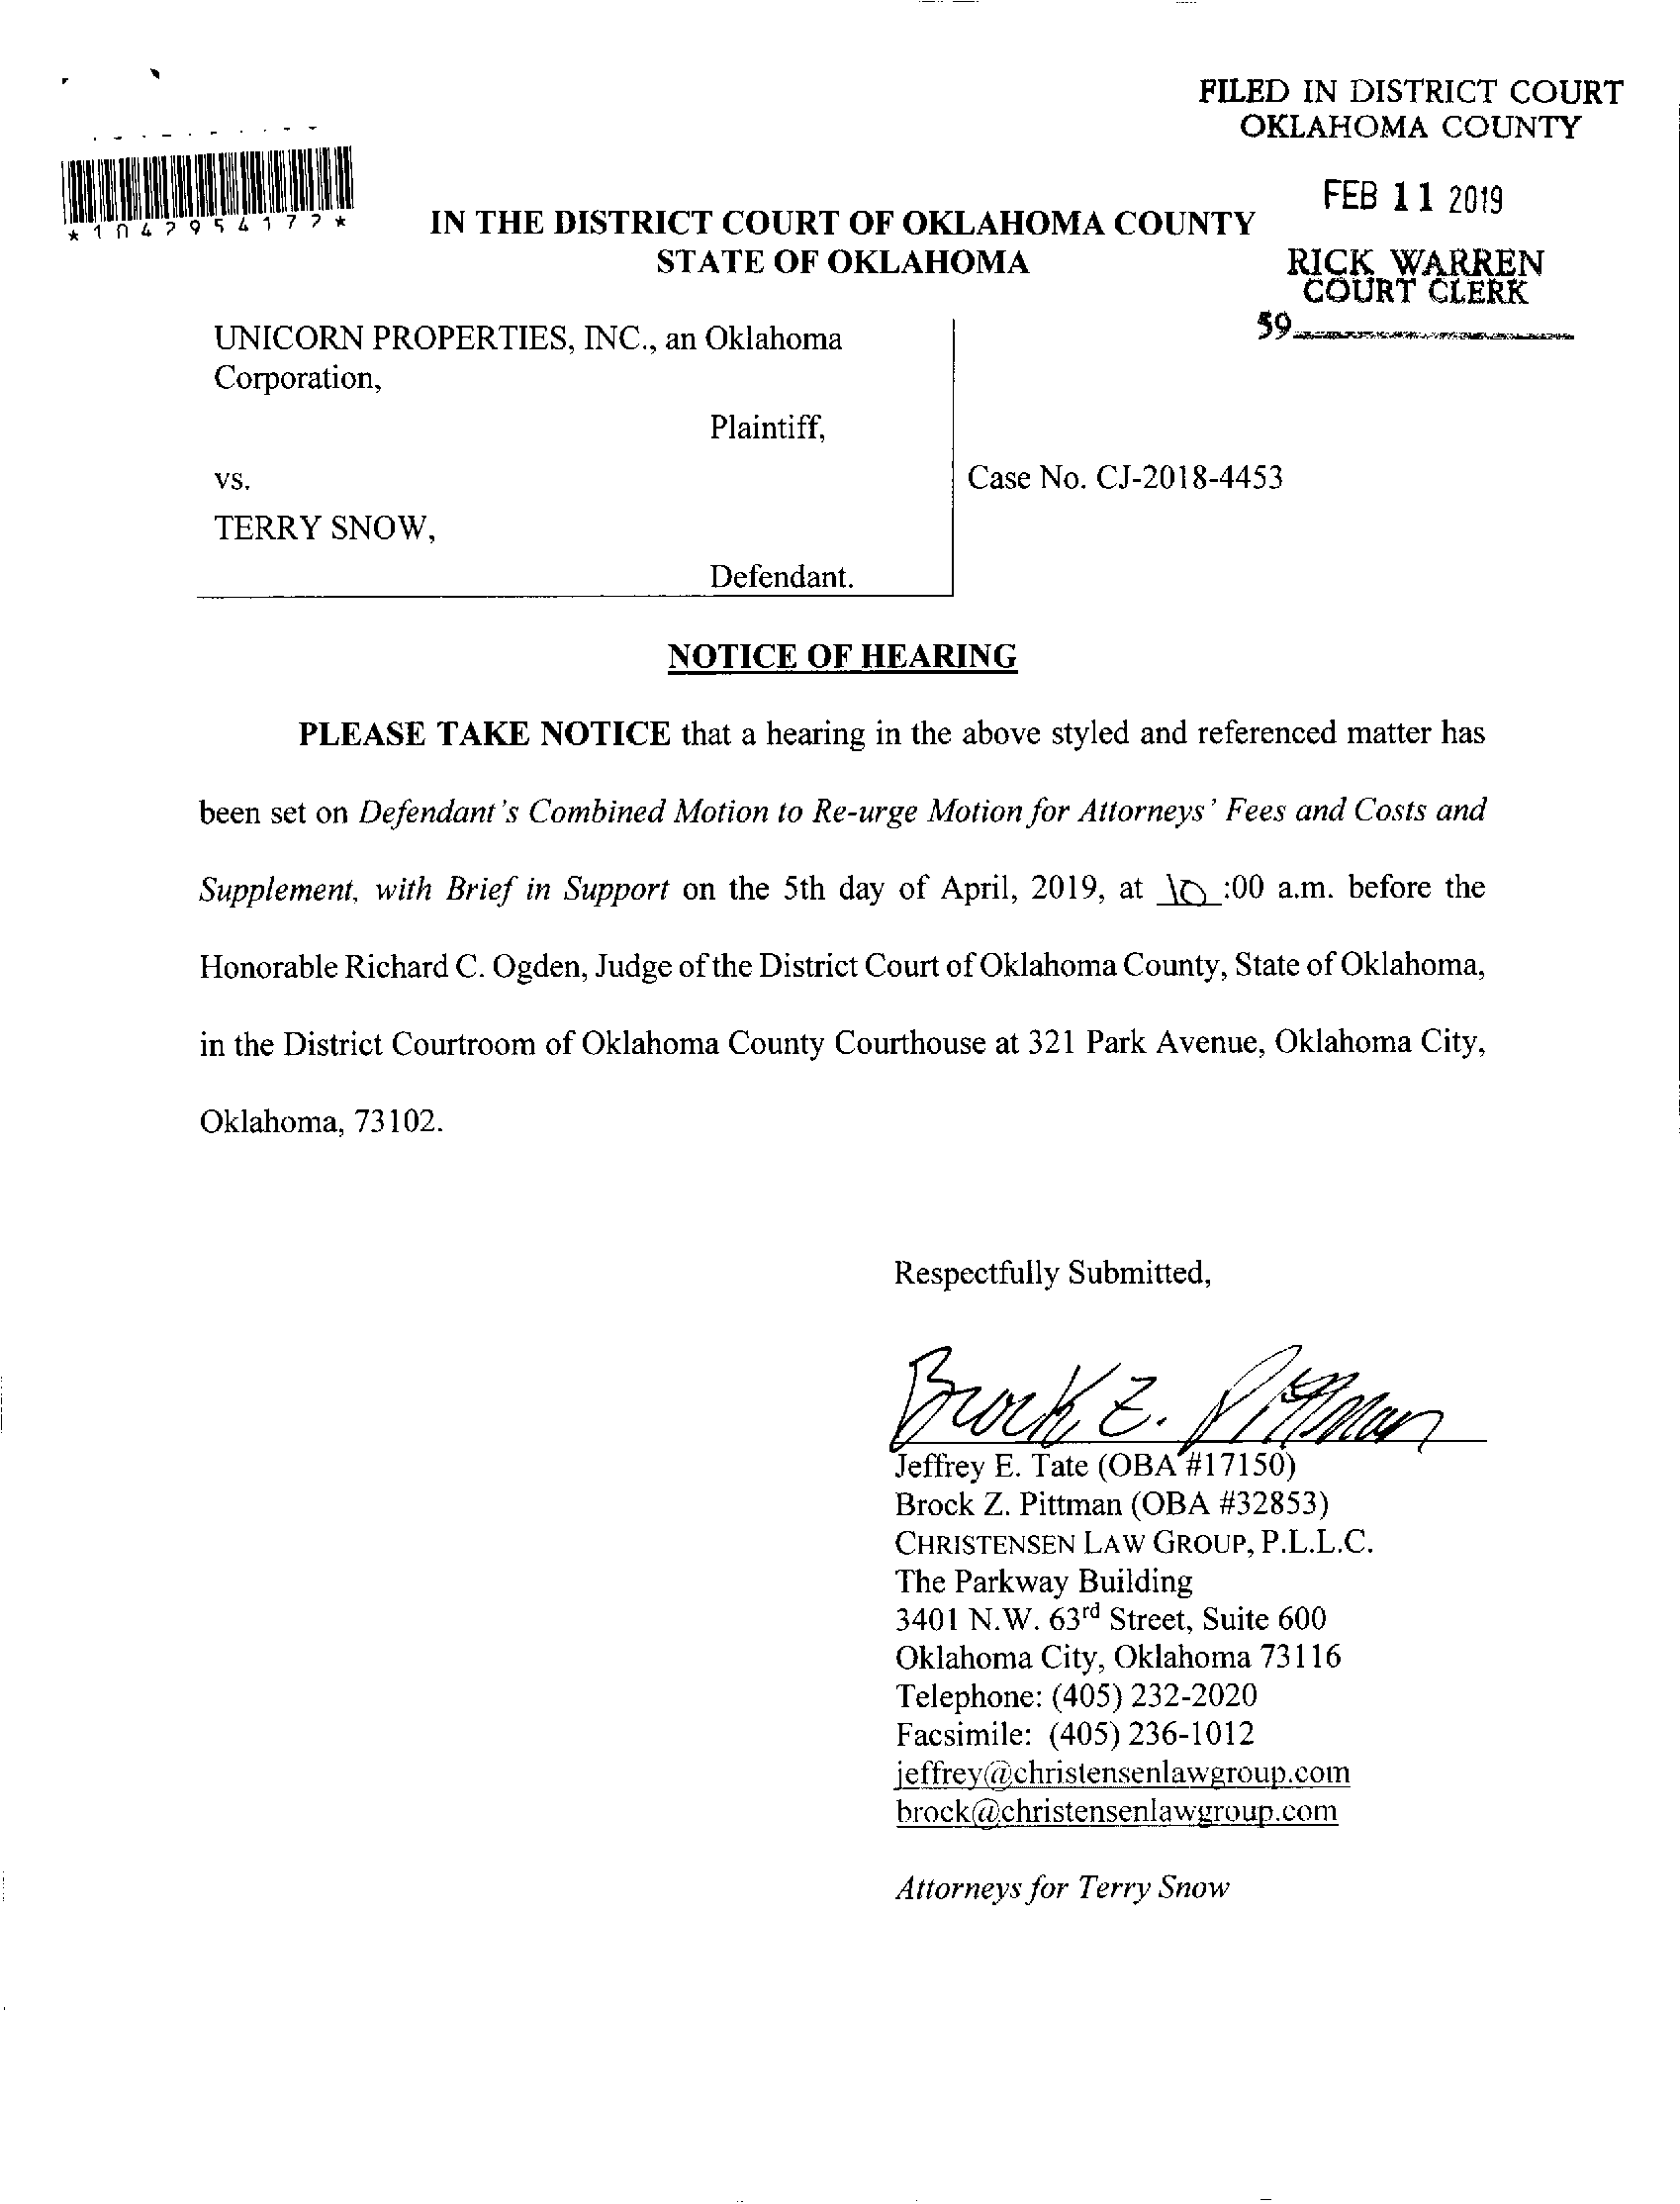 FILED IN DISTRICT COURT
OKLAHOMA COUNTY
FEB 11 2019
RICK WARREN
COURT CLERK
59
*1042954172*
IN THE DISTRICT COURT OF OKLAHOMA COUNTY
STATE OF OKLAHOMA
UNICORN PROPERTIES, INC., an Oklahoma
Corporation,
Plaintiff,
vs.
Case No. CJ-2018-4453
TERRY SNOW,
Defendant.
NOTICE OF HEARING
PLEASE TAKE NOTICE that a hearing in the above styled and referenced matter has
been set on Defendant's Combined Motion to Re-urge Motion for Attorneys' Fees and Costs and
Supplement, with Brief in Support on the 5th day of April, 2019, at 10 :00 a.m. before the
Honorable Richard C. Ogden, Judge of the District Court of Oklahoma County, State of Oklahoma,
in the District Courtroom of Oklahoma County Courthouse at 321 Park Avenue, Oklahoma City,
Oklahoma, 73102.
Respectfully Submitted,
Brock Z. Pittman
Jeffrey E. Tate (OBA #17150)
Brock Z. Pittman (OBA #32853)
CHRISTENSEN LAW GROUP, P.L.L.C.
The Parkway Building
3401 N.W. 63rd Street, Suite 600
Oklahoma City, Oklahoma 73116
Telephone: (405) 232-2020
Facsimile: (405) 236-1012
jeffrey@christensenlawgroup.com
brock@christensenlawgroup.com
Attorneys for Terry Snow